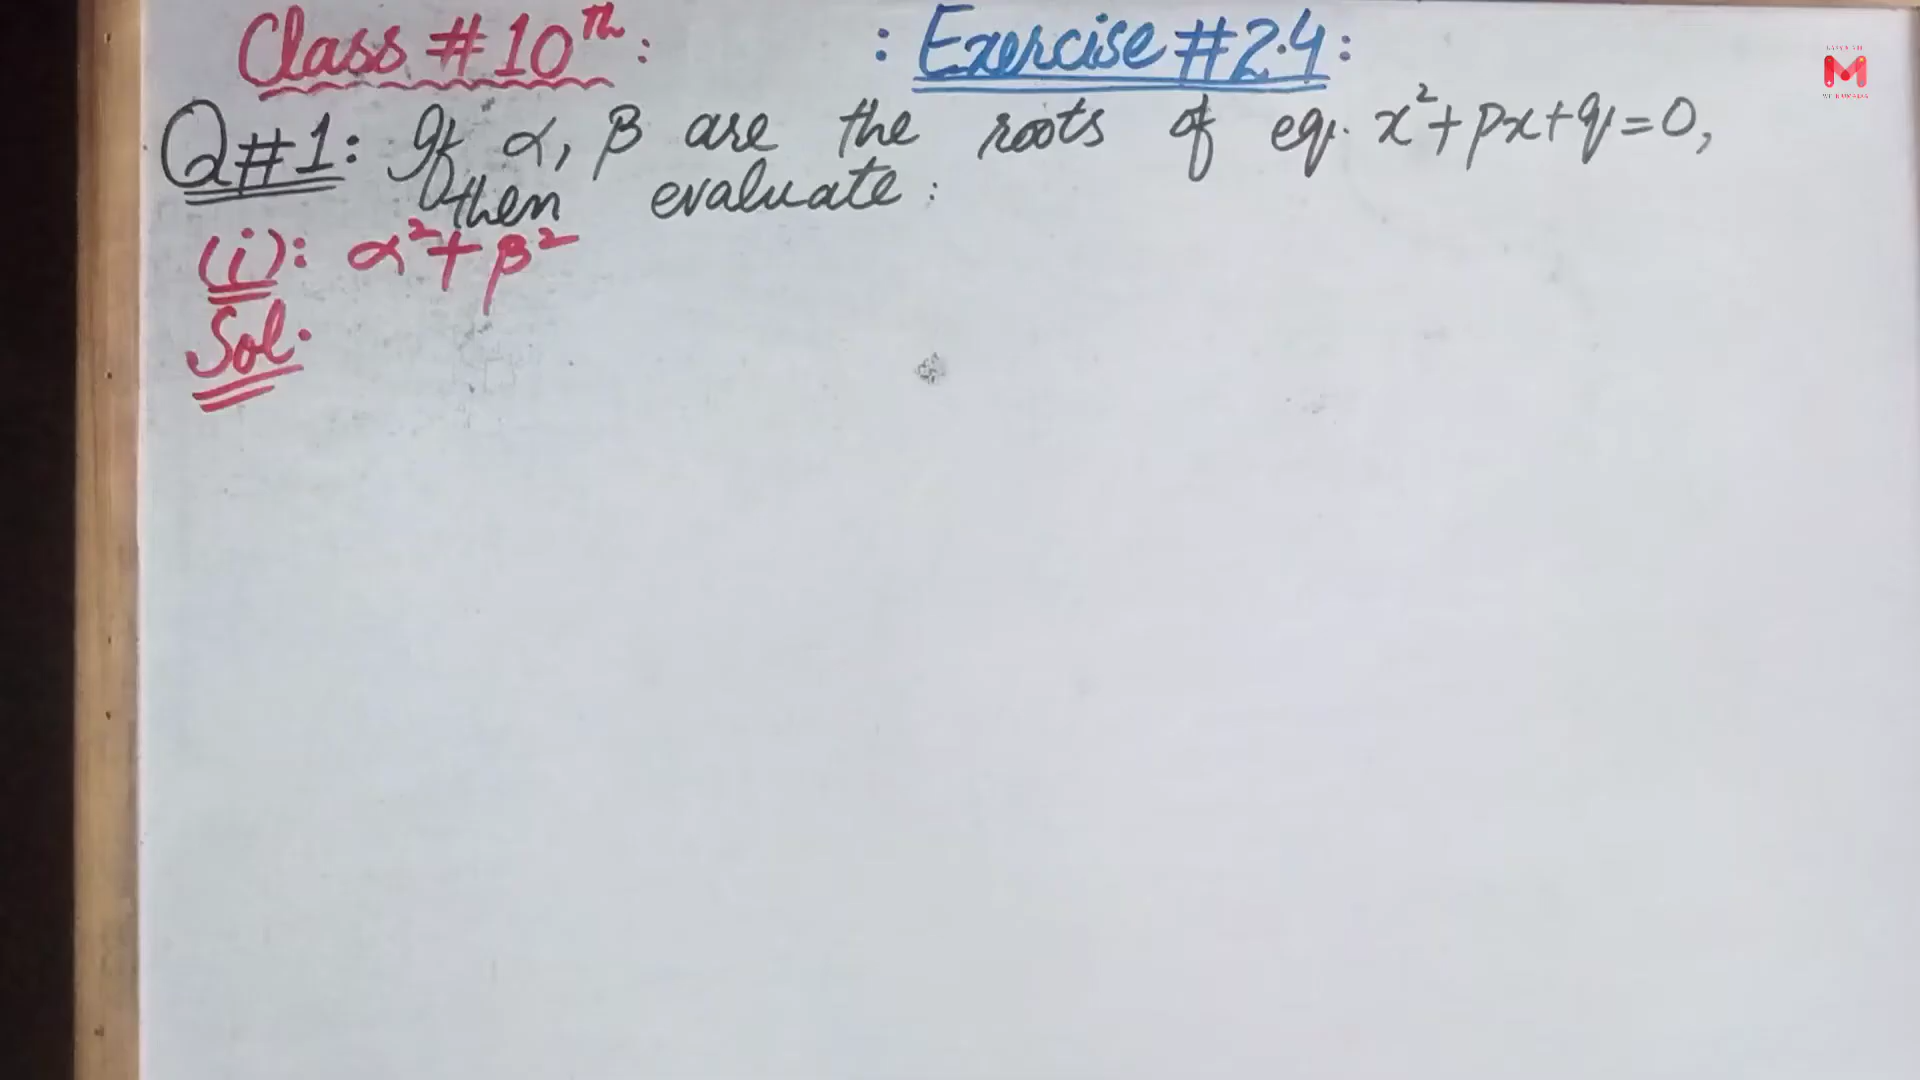 Class # 10th :
: Exercise # 2.4 :
Q#1: If α, β are the roots of eq. x²+px+q=0,
then evaluate :
(i): α²+β²
Sol.
M